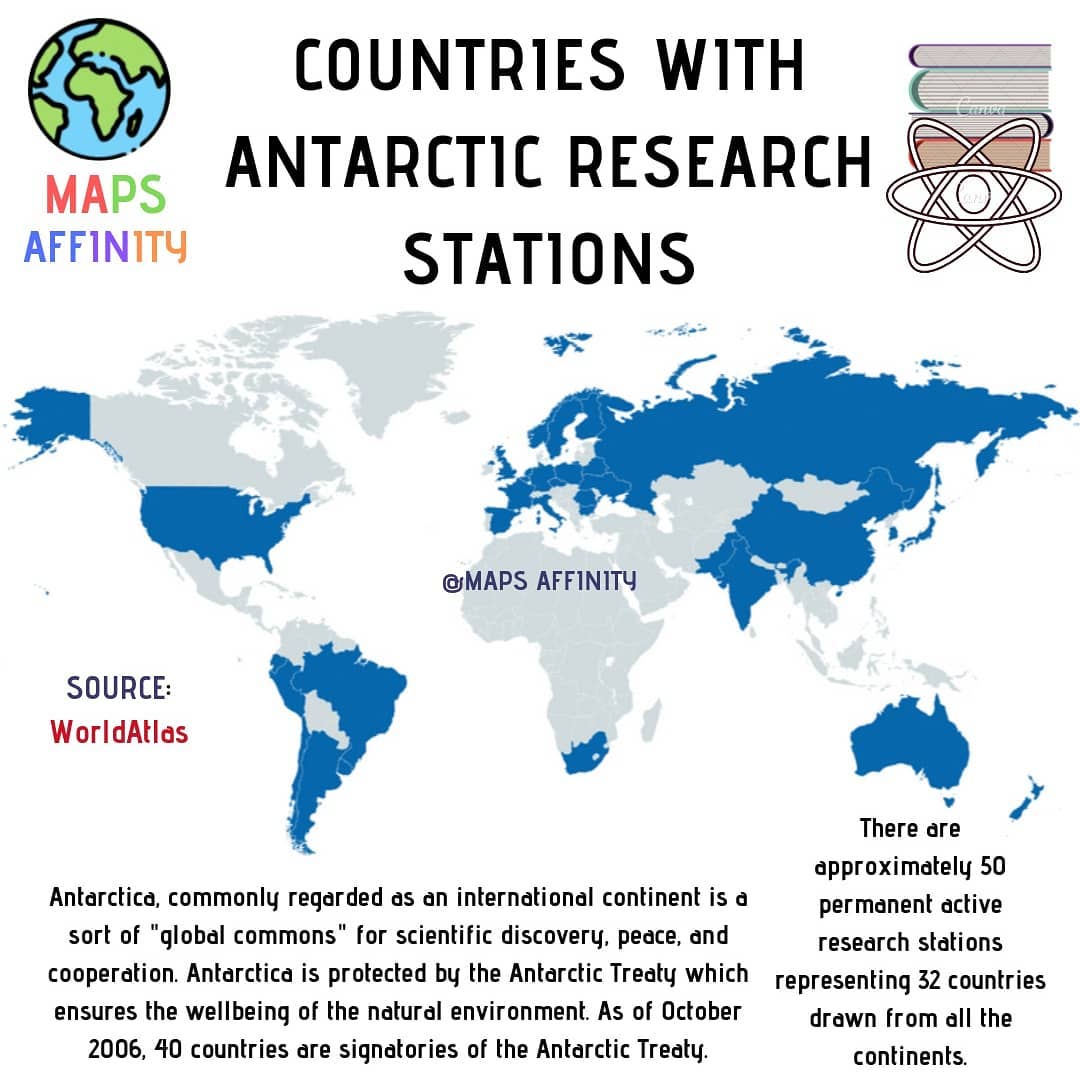 COUNTRIES WITH
ANTARCTIC RESEARCH
STATIONS
MAPS
AFFINITY
Canva
@MAPS AFFINITY
SOURCE:
WorldAtlas
There are
approximately 50
permanent active
research stations
representing 32 countries
drawn from all the
continents.
Antarctica, commonly regarded as an international continent is a
sort of "global commons" for scientific discovery, peace, and
cooperation. Antarctica is protected by the Antarctic Treaty which
ensures the wellbeing of the natural environment. As of October
2006, 40 countries are signatories of the Antarctic Treaty.